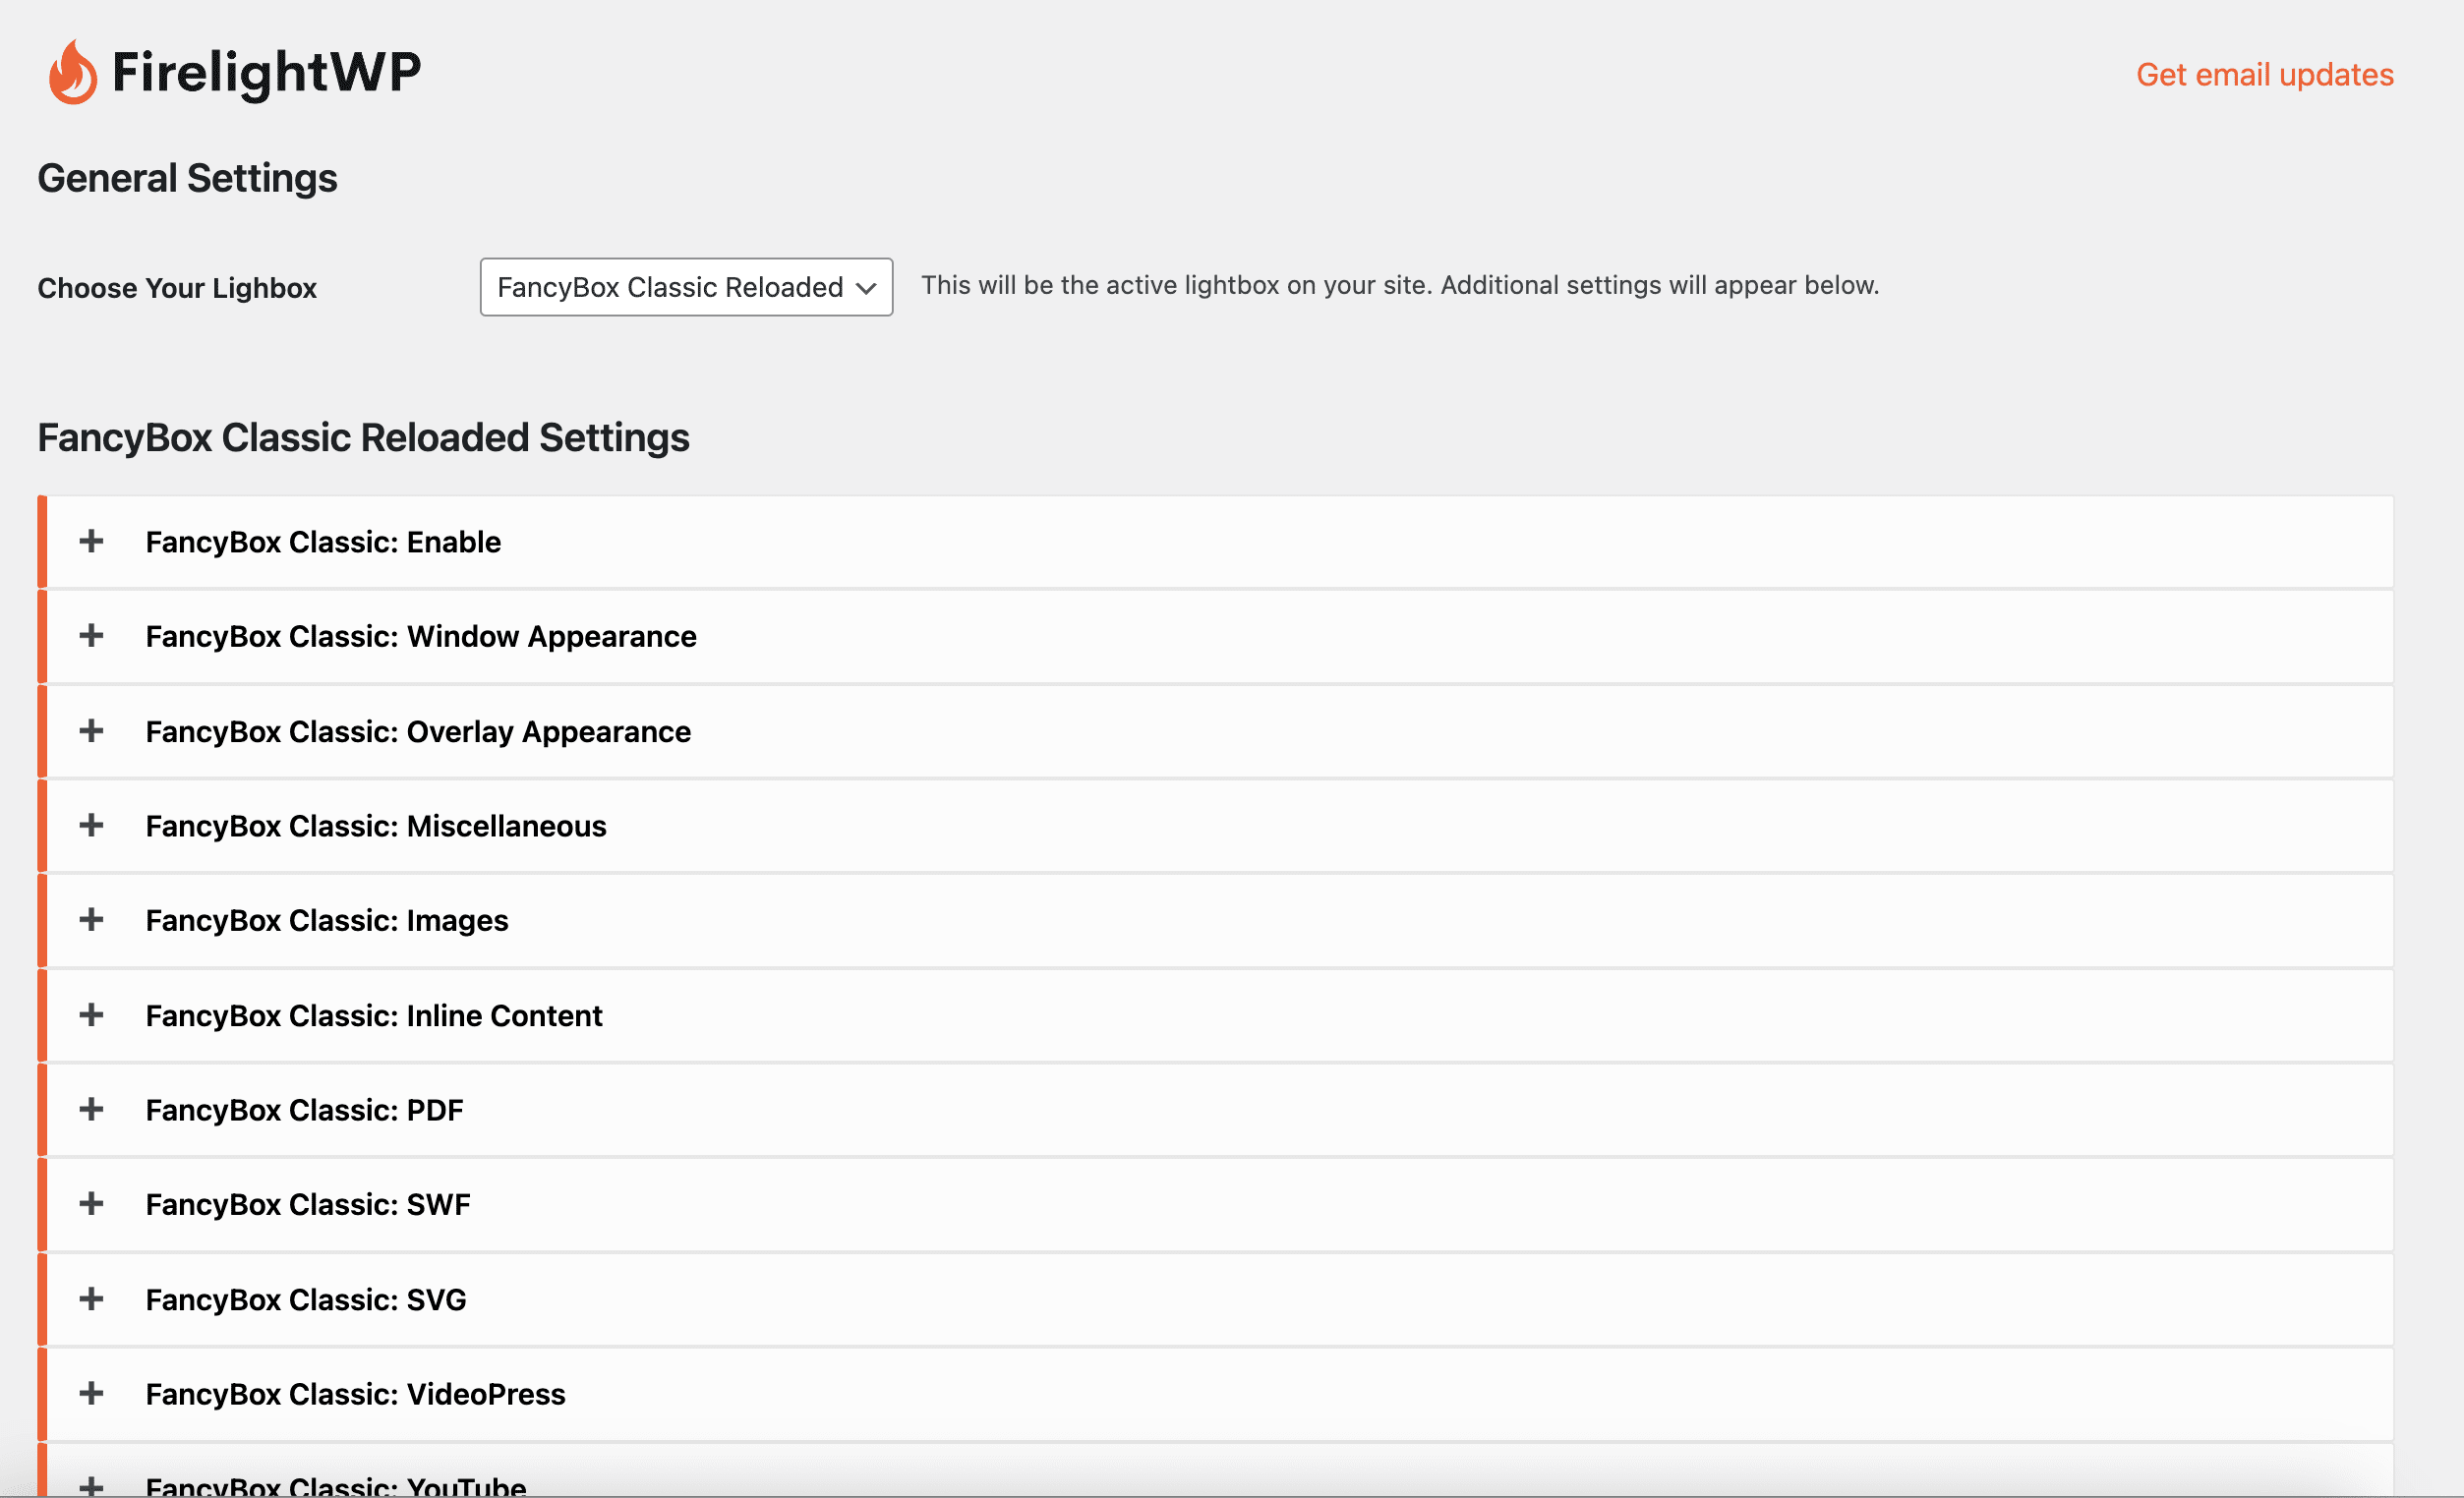 FirelightWP
Get email updates
General Settings
Choose Your Lighbox
FancyBox Classic Reloaded
This will be the active lightbox on your site. Additional settings will appear below.
FancyBox Classic Reloaded Settings
FancyBox Classic: Enable
FancyBox Classic: Window Appearance
FancyBox Classic: Overlay Appearance
FancyBox Classic: Miscellaneous
FancyBox Classic: Images
FancyBox Classic: Inline Content
FancyBox Classic: PDF
FancyBox Classic: SWF
FancyBox Classic: SVG
FancyBox Classic: VideoPress
FancyBox Classic: YouTube